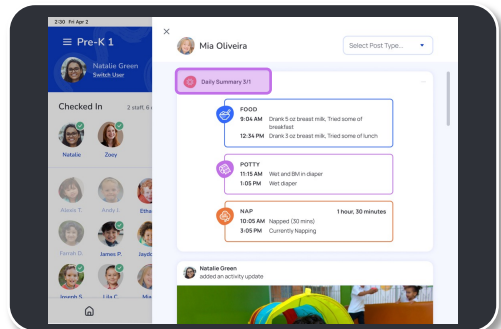 2:30 Fri Apr 2
Pre-K 1
Natalie Green
Switch User
Checked In
2 staff, 6
Natalie
Zoey
Alexis T.
Andy J.
Etha
Farrah D.
James P.
Jaydo
Joseph S.
Lila C.
Mia
Mia Oliveira
Select Post Type...
Daily Summary 3/1
FOOD
9:04 AM Drank 5 oz breast milk, Tried some of
breakfast
12:34 PM Drank 3 oz breast milk, Tried some of lunch
POTTY
11:15 AM Wet and BM in diaper
1:05 PM Wet diaper
NAP 1 hour, 30 minutes
10:05 AM Napped (30 mins)
3:05 PM Currently Napping
Natalie Green
added an activity update